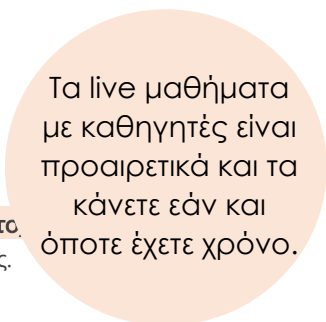 Τα live μαθήματα
με καθηγητές είναι
προαιρετικά και τα
κάνετε εάν και
όποτε έχετε χρόνο.